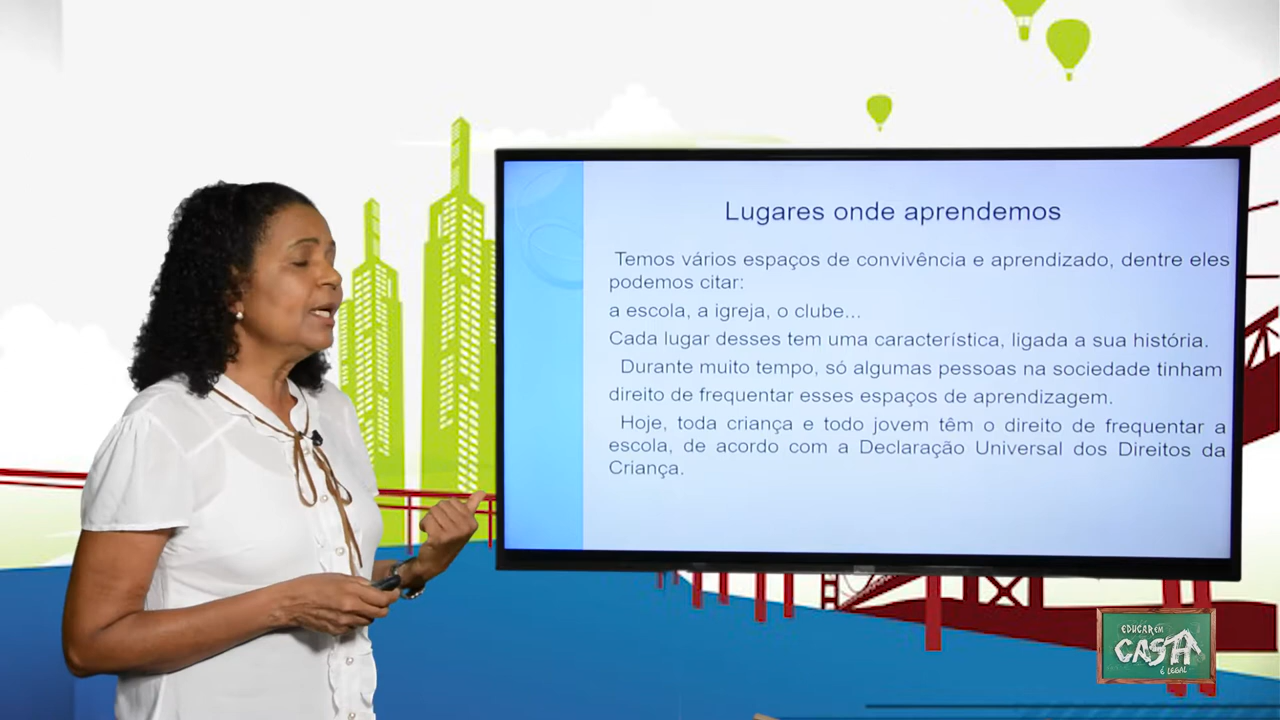 Lugares onde aprendemos
Temos vários espaços de convivência e aprendizado, dentre eles
podemos citar:
a escola, a igreja, o clube...
Cada lugar desses tem uma característica, ligada a sua história.
Durante muito tempo, só algumas pessoas na sociedade tinham
direito de frequentar esses espaços de aprendizagem.
Hoje, toda criança e todo jovem têm o direito de frequentar a
escola, de acordo com a Declaração Universal dos Direitos da
Criança.
EDUCAR EM
CASA
É LEGAL